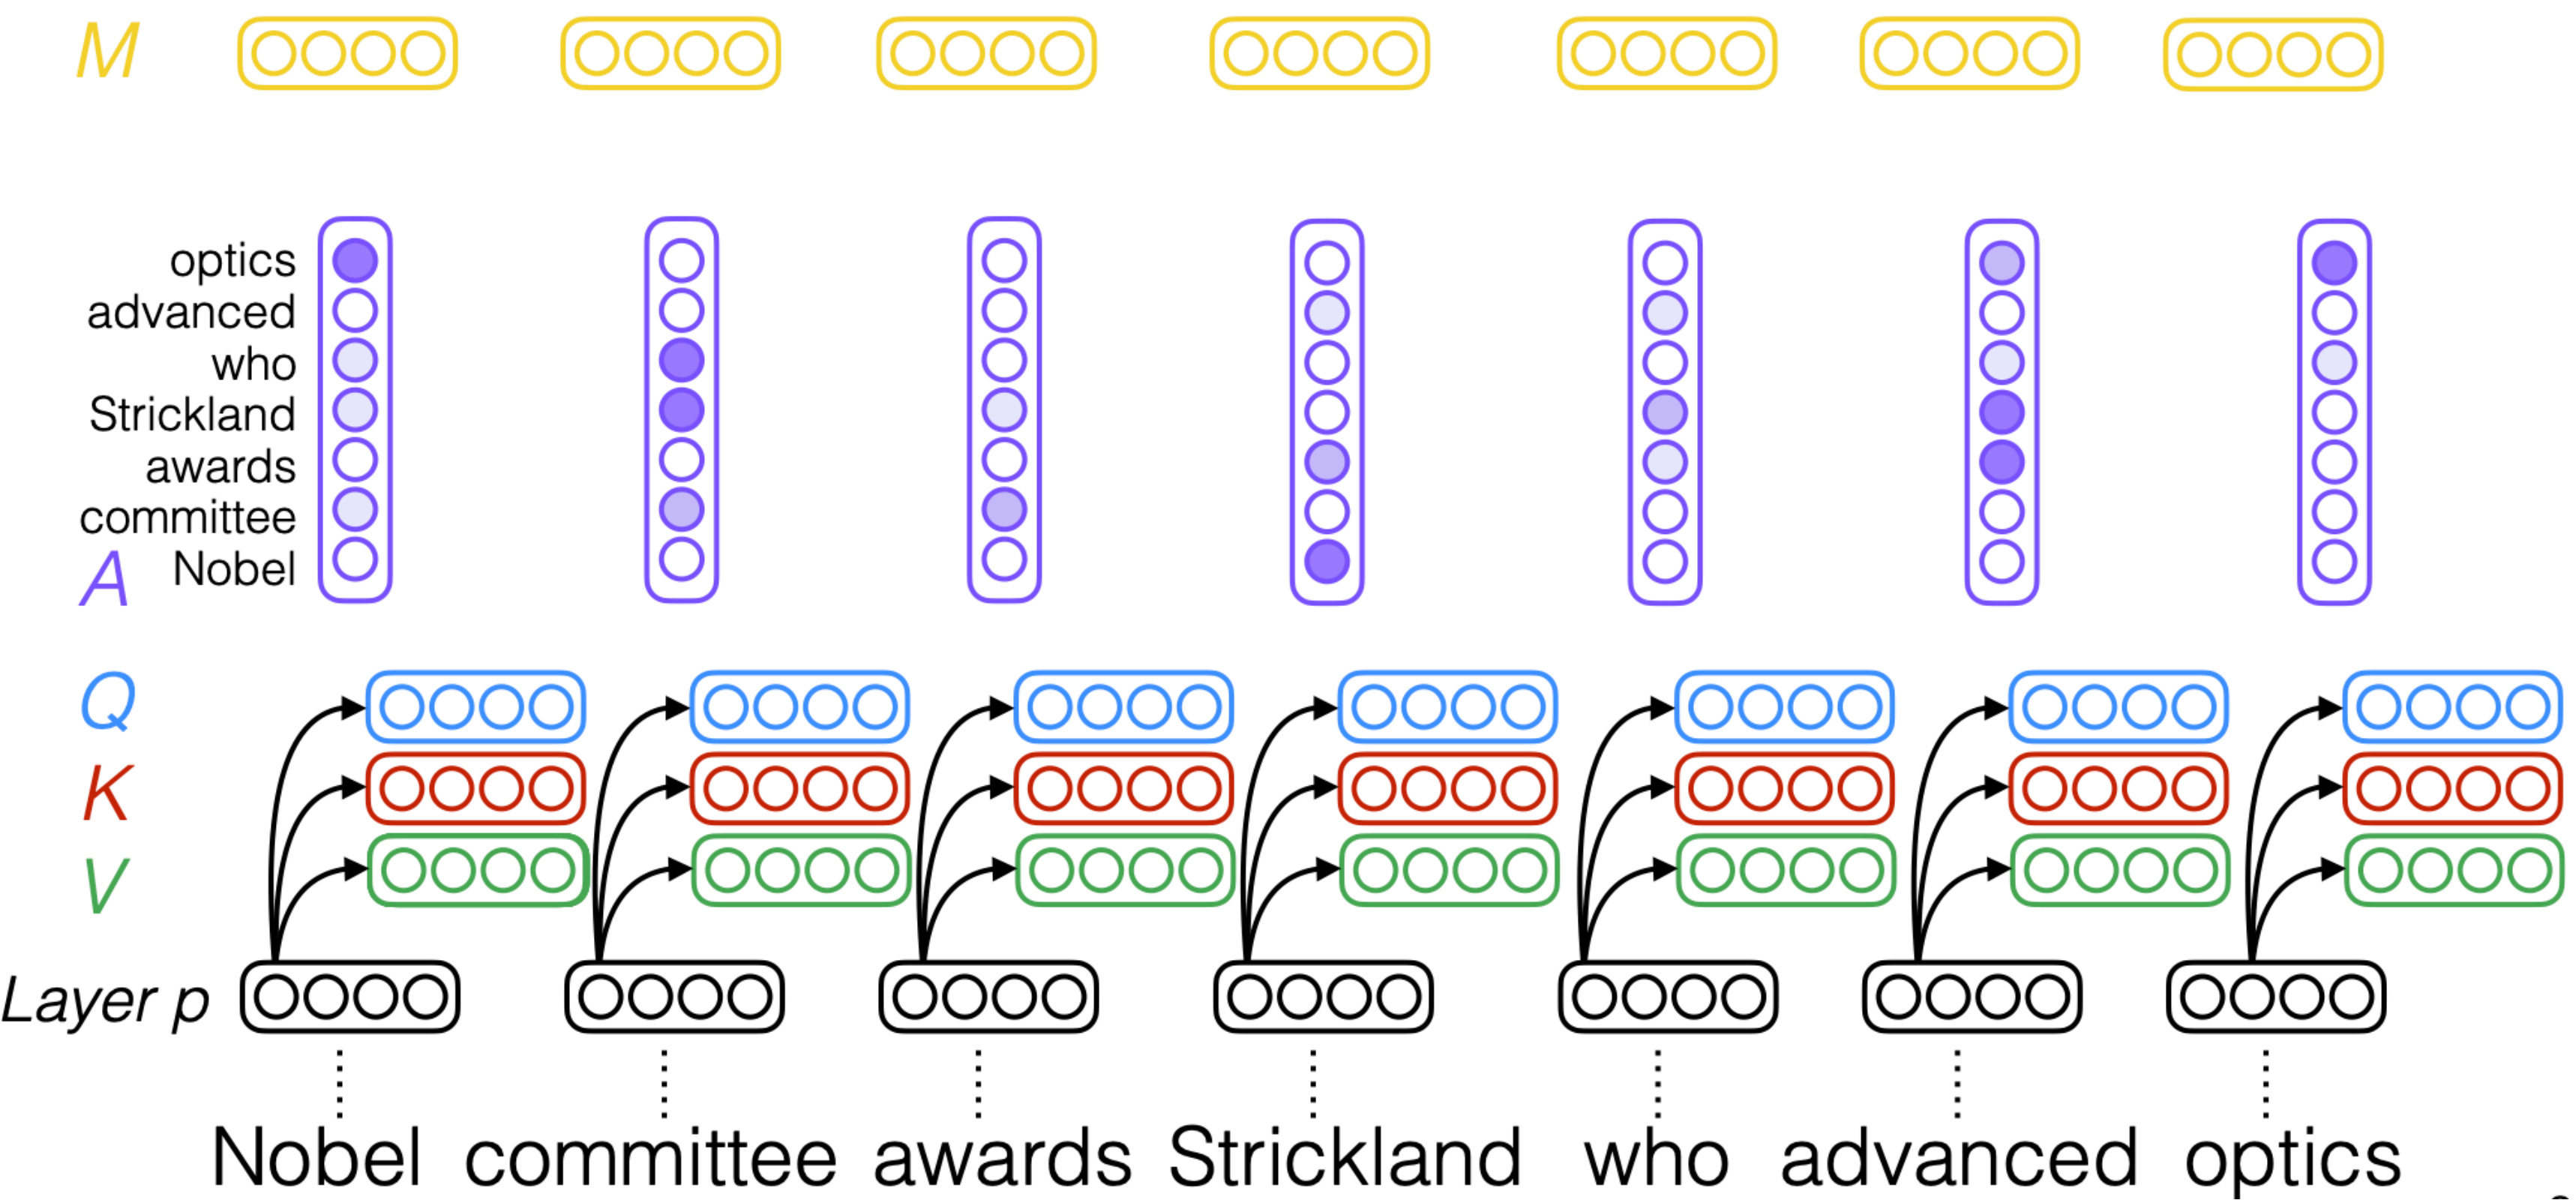 M
optics
advanced
who
Strickland
awards
committee
A Nobel
Q
K
V
Layer p
Nobel committee awards Strickland who advanced optics